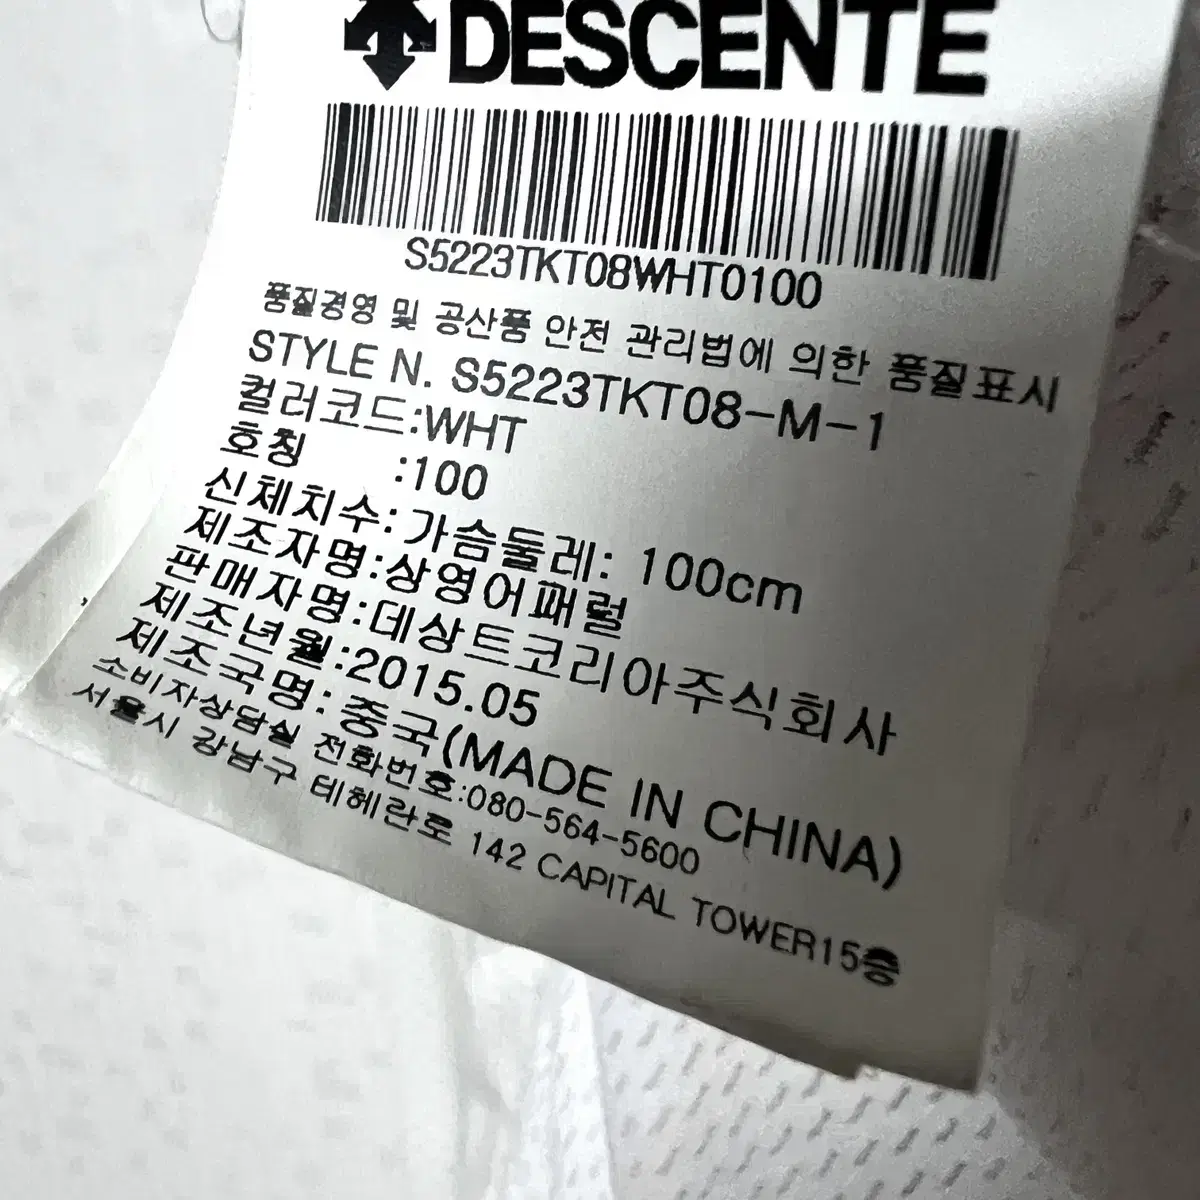 DESCENTE
S5223TKT08WHT0100
품질경영 및 공산품 안전 관리법에 의한 품질표시
STYLE N. S5223TKT08-M-1
컬러코드:WHT
호칭 :100
신체치수: 가슴둘레: 100cm
제조자명:상영어패럴
판매자명:데상트코리아주식회사
제조년월:2015.05
제조국명: 중국(MADE IN CHINA)
소비자상담실 전화번호:080-564-5600
서울시 강남구 테헤란로 142 CAPITAL TOWER15층